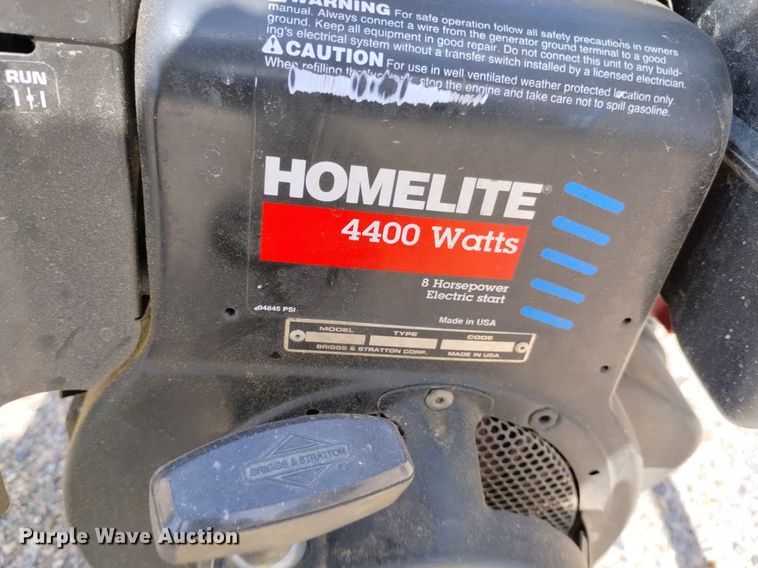 WARNING For safe operation follow all safety precautions in owners
manual. Always connect a wire from the generator ground terminal to a good
ground. Keep all equipment in good repair. Do not connect this unit to any build-
ing's electrical system without a transfer switch installed by a licensed electrician.
CAUTION For use in well ventilated weather protected location only.
When refilling the stop the engine and take care not to spill gasoline.
RUN
HOMELITE®
4400 Watts
8 Horsepower
Electric start
PSI
Made in USA
MODEL TYPE CODE
BRIGGS & STRATTON CORP. MADE IN USA
BRIGGS & STRATTON
Purple Wave Auction